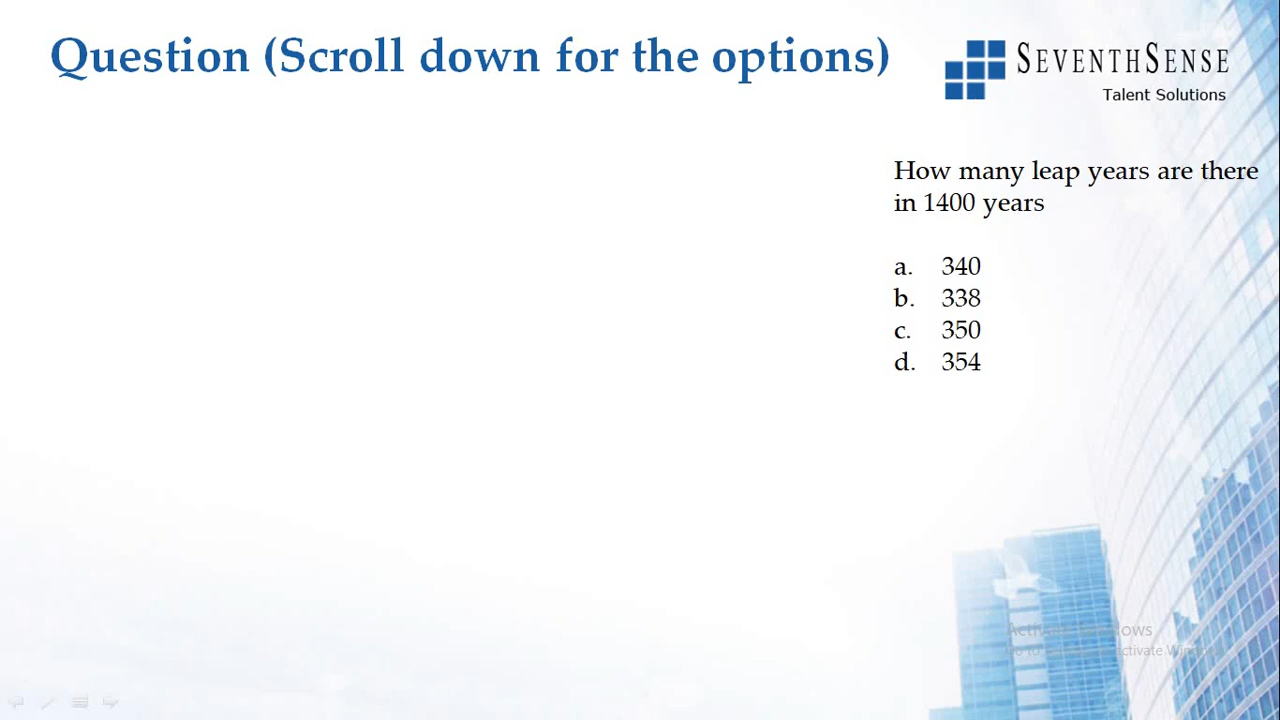 Question (Scroll down for the options)
SEVENTHSENSE
Talent Solutions
How many leap years are there
in 1400 years
a. 340
b. 338
c. 350
d. 354